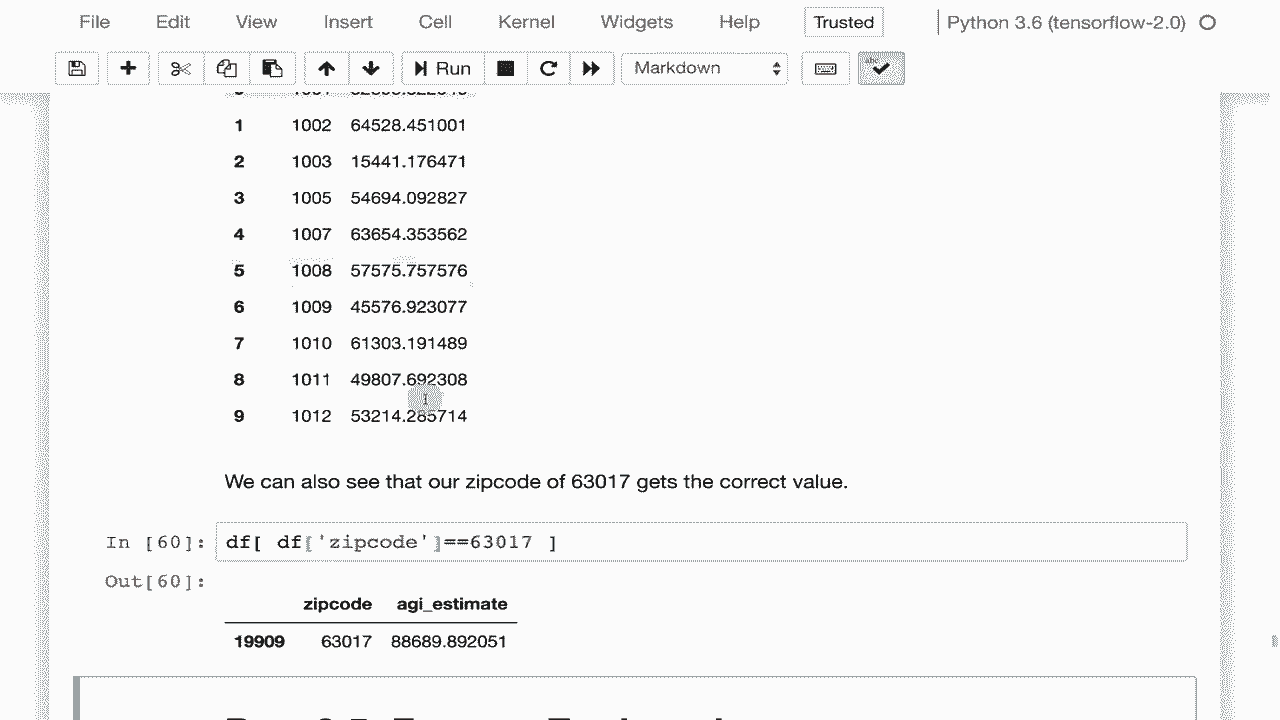 File Edit View Insert Cell Kernel Widgets Help Trusted Python 3.6 (tensorflow-2.0)
Run Markdown
1 1002 64528.451001
2 1003 15441.176471
3 1005 54694.092827
4 1007 63654.353562
5 1008 57575.757576
6 1009 45576.923077
7 1010 61303.191489
8 1011 49807.692308
9 1012 53214.285714
We can also see that our zipcode of 63017 gets the correct value.
In [60]: df[ df['zipcode']==63017 ]
Out[60]:
zipcode agi_estimate
19909 63017 88689.892051